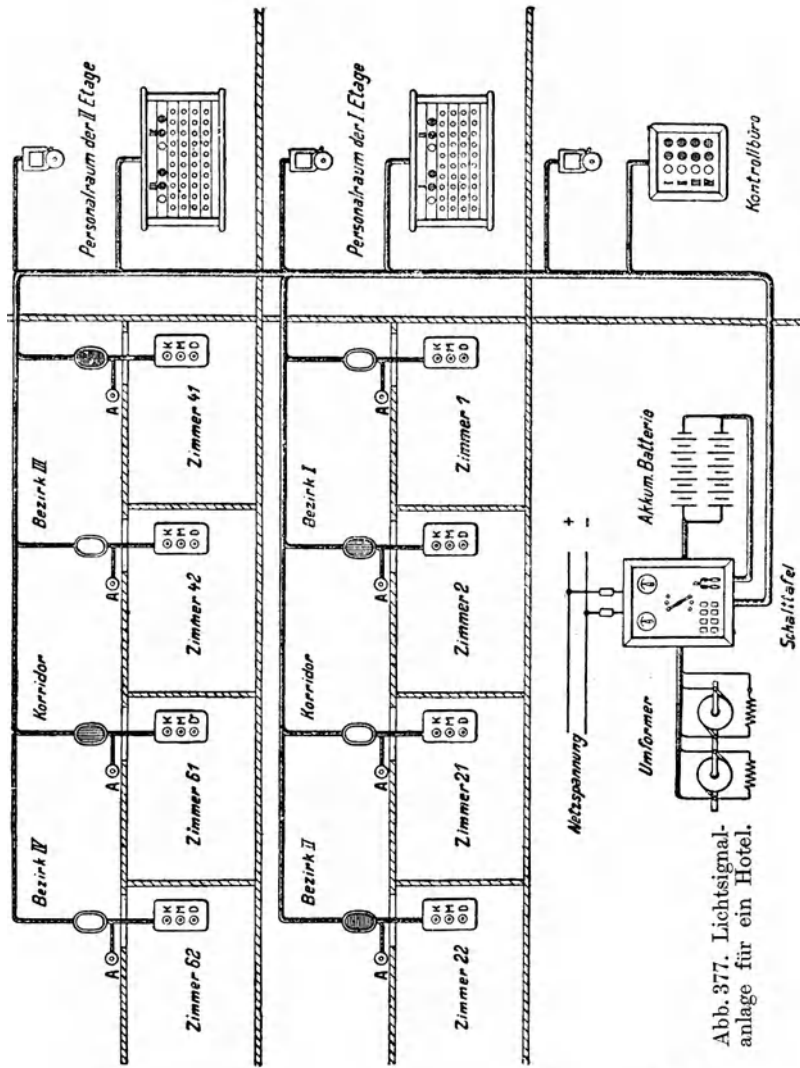 Personalraum der II Etage
Bezirk IV
Korridor
Bezirk III
A
A
A
A
K
M
D
K
M
D
K
M
D
K
M
D
Zimmer 62
Zimmer 61
Zimmer 42
Zimmer 41
Personalraum der I Etage
Bezirk II
Korridor
Bezirk I
A
A
A
A
K
M
D
K
M
D
K
M
D
K
M
D
Zimmer 22
Zimmer 21
Zimmer 2
Zimmer 1
Netzspannung
+
-
Umformer
Schalttafel
Akkum. Batterie
Kontrollbüro
Abb. 377. Lichtsignal-
anlage für ein Hotel.